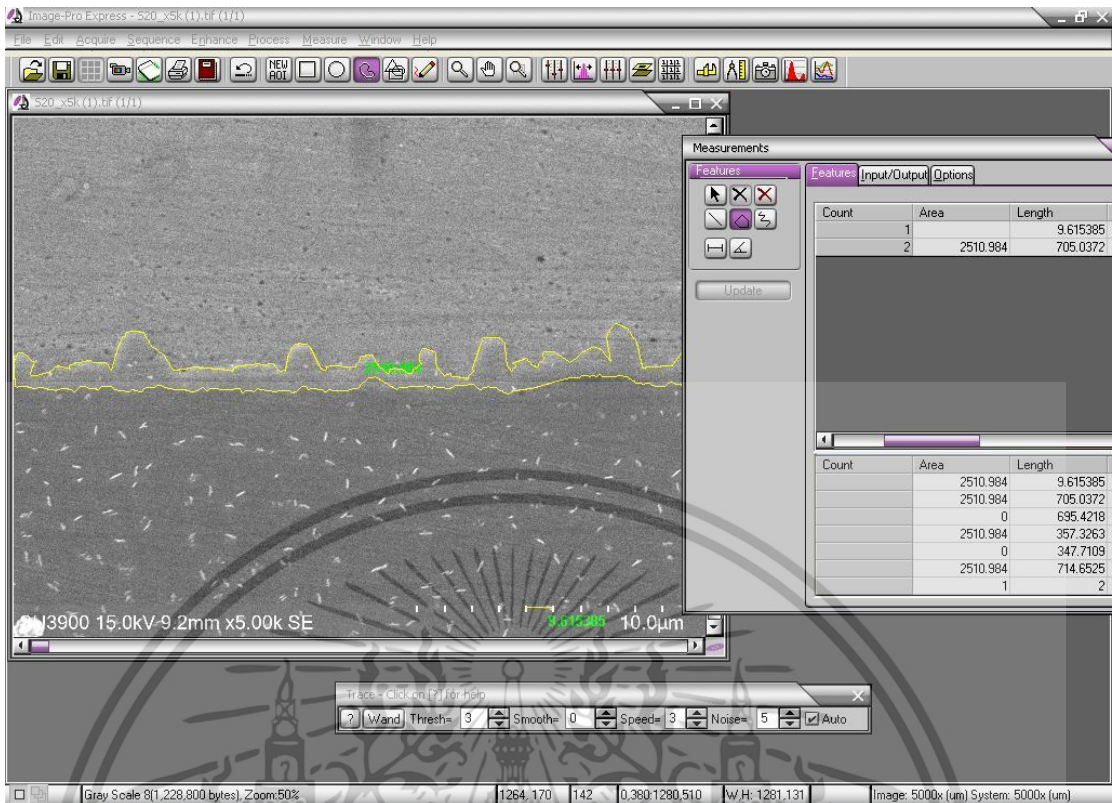 Image-Pro Express - S20_x5k (1).tif (1/1)
File Edit Acquire Sequence Enhance Process Measure Window Help
NEW AOI
S20_x5k (1).tif (1/1)
Measurements
Features
Features Input/Output Options
Count Area Length
1 9.615385
2 2510.984 705.0372
Update
Count Area Length
2510.984 9.615385
2510.984 705.0372
0 695.4218
2510.984 357.3263
0 347.7109
2510.984 714.6525
1 2
SU3900 15.0kV 9.2mm x5.00k SE
9.615385
10.0µm
Trace - Click on [?] for help
? Wand Thresh= 3 Smooth= 0 Speed= 3 Noise= 5 Auto
Gray Scale 8(1,228,800 bytes), Zoom:50% 1264, 170 142 0,380:1280,510 W,H: 1281,131 Image: 5000x (um) System: 5000x (um)